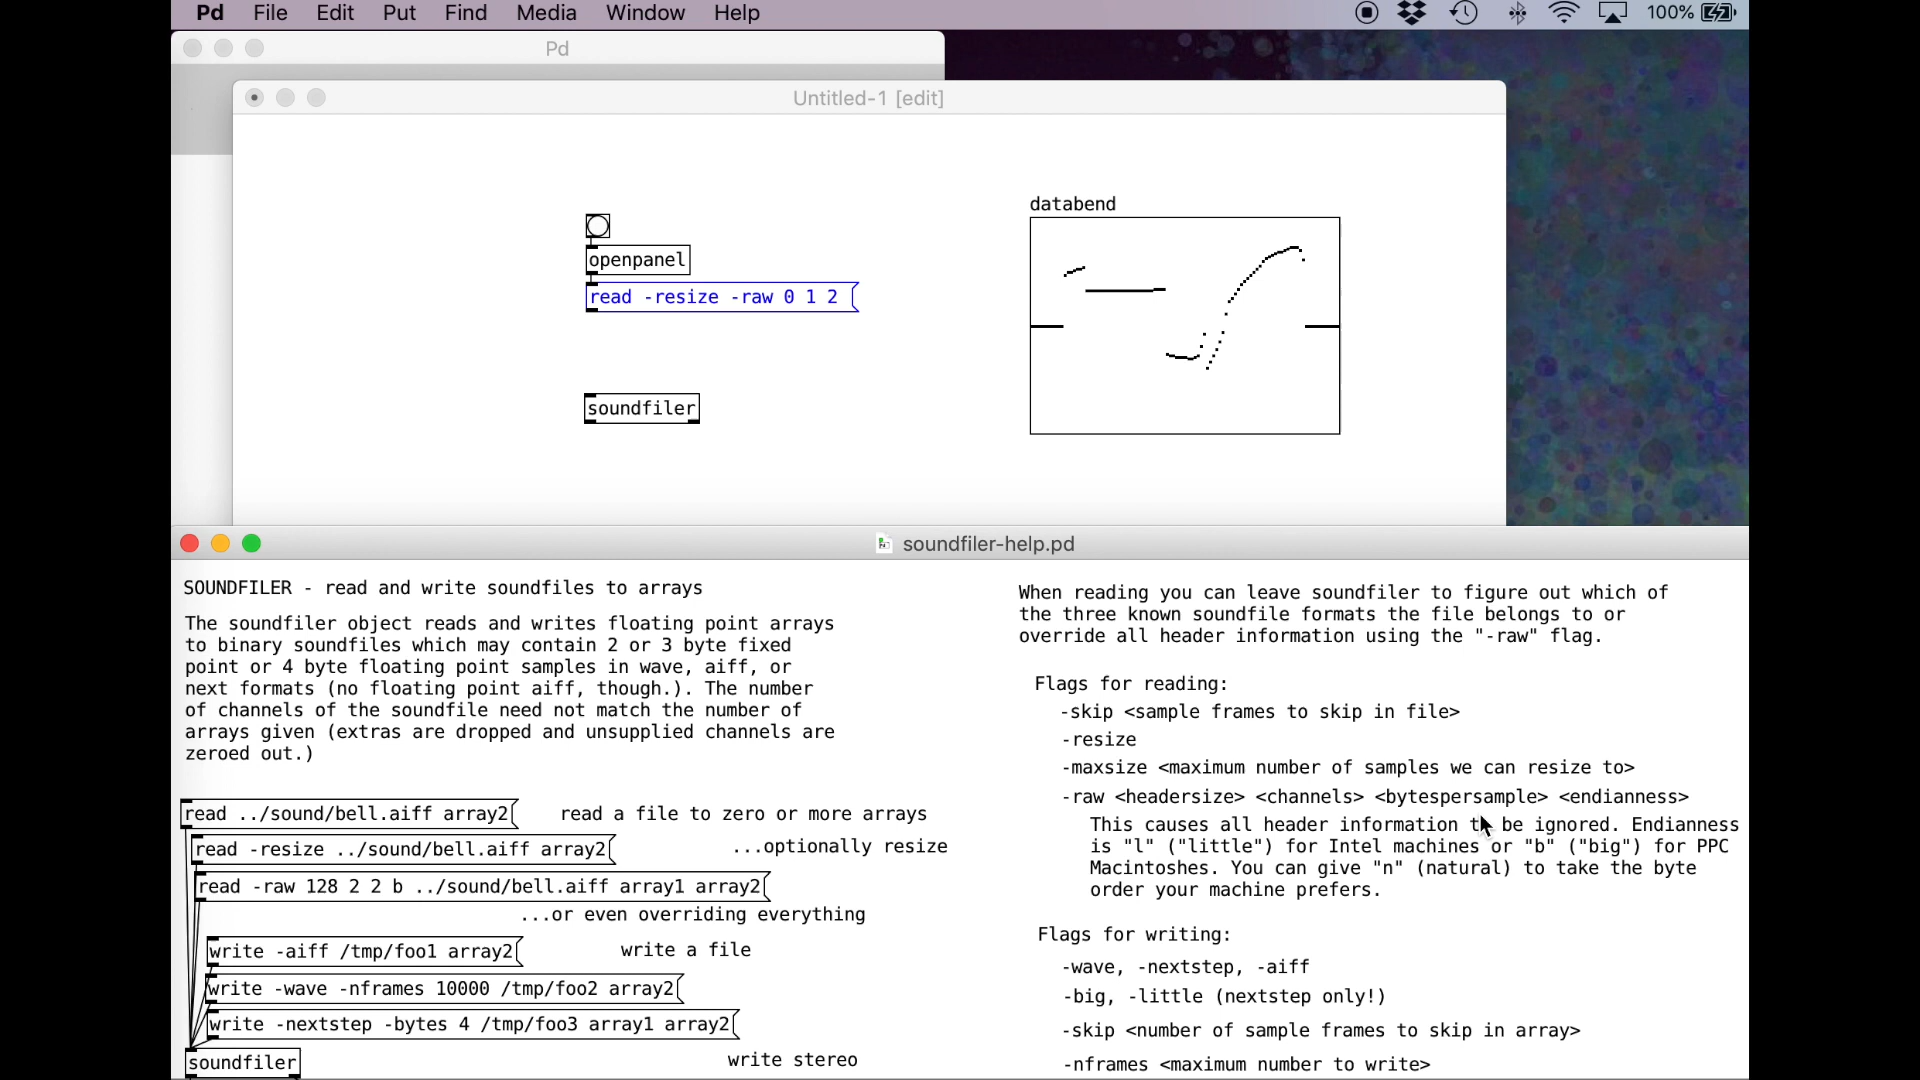 Pd File Edit Put Find Media Window Help 100%
Pd
Untitled-1 [edit]
databend
openpanel
read -resize -raw 0 1 2
soundfiler
soundfiler-help.pd
SOUNDFILER - read and write soundfiles to arrays
The soundfiler object reads and writes floating point arrays
to binary soundfiles which may contain 2 or 3 byte fixed
point or 4 byte floating point samples in wave, aiff, or
next formats (no floating point aiff, though.). The number
of channels of the soundfile need not match the number of
arrays given (extras are dropped and unsupplied channels are
zeroed out.)
read ../sound/bell.aiff array2 read a file to zero or more arrays
read -resize ../sound/bell.aiff array2 ...optionally resize
read -raw 128 2 2 b ../sound/bell.aiff array1 array2
...or even overriding everything
write -aiff /tmp/foo1 array2 write a file
write -wave -nframes 10000 /tmp/foo2 array2
write -nextstep -bytes 4 /tmp/foo3 array1 array2
soundfiler write stereo
When reading you can leave soundfiler to figure out which of
the three known soundfile formats the file belongs to or
override all header information using the "-raw" flag.
Flags for reading:
-skip <sample frames to skip in file>
-resize
-maxsize <maximum number of samples we can resize to>
-raw <headersize> <channels> <bytespersample> <endianness>
This causes all header information to be ignored. Endianness
is "l" ("little") for Intel machines or "b" ("big") for PPC
Macintoshes. You can give "n" (natural) to take the byte
order your machine prefers.
Flags for writing:
-wave, -nextstep, -aiff
-big, -little (nextstep only!)
-skip <number of sample frames to skip in array>
-nframes <maximum number to write>